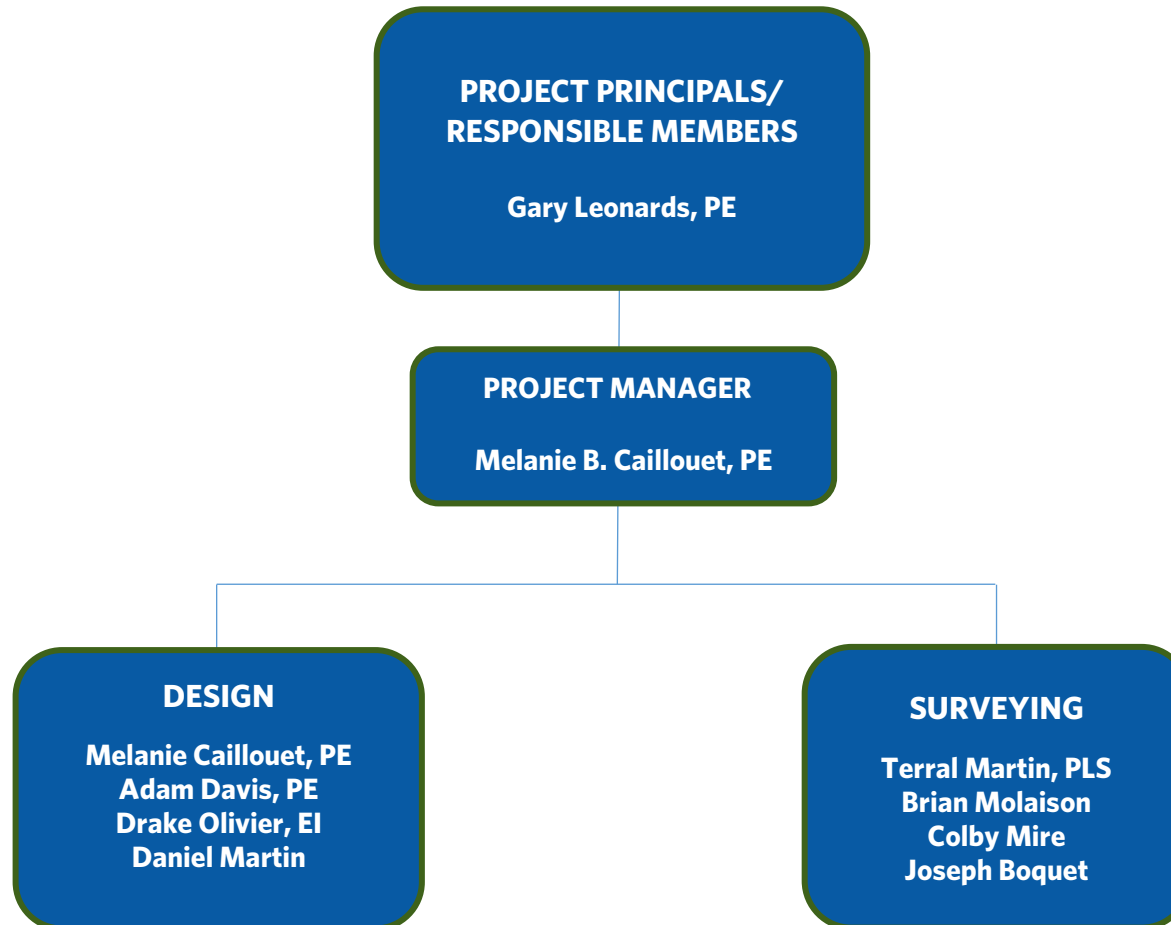 PROJECT PRINCIPALS/
RESPONSIBLE MEMBERS
Gary Leonards, PE
PROJECT MANAGER
Melanie B. Caillouet, PE
DESIGN
Melanie Caillouet, PE
Adam Davis, PE
Drake Olivier, EI
Daniel Martin
SURVEYING
Terral Martin, PLS
Brian Molaison
Colby Mire
Joseph Boquet